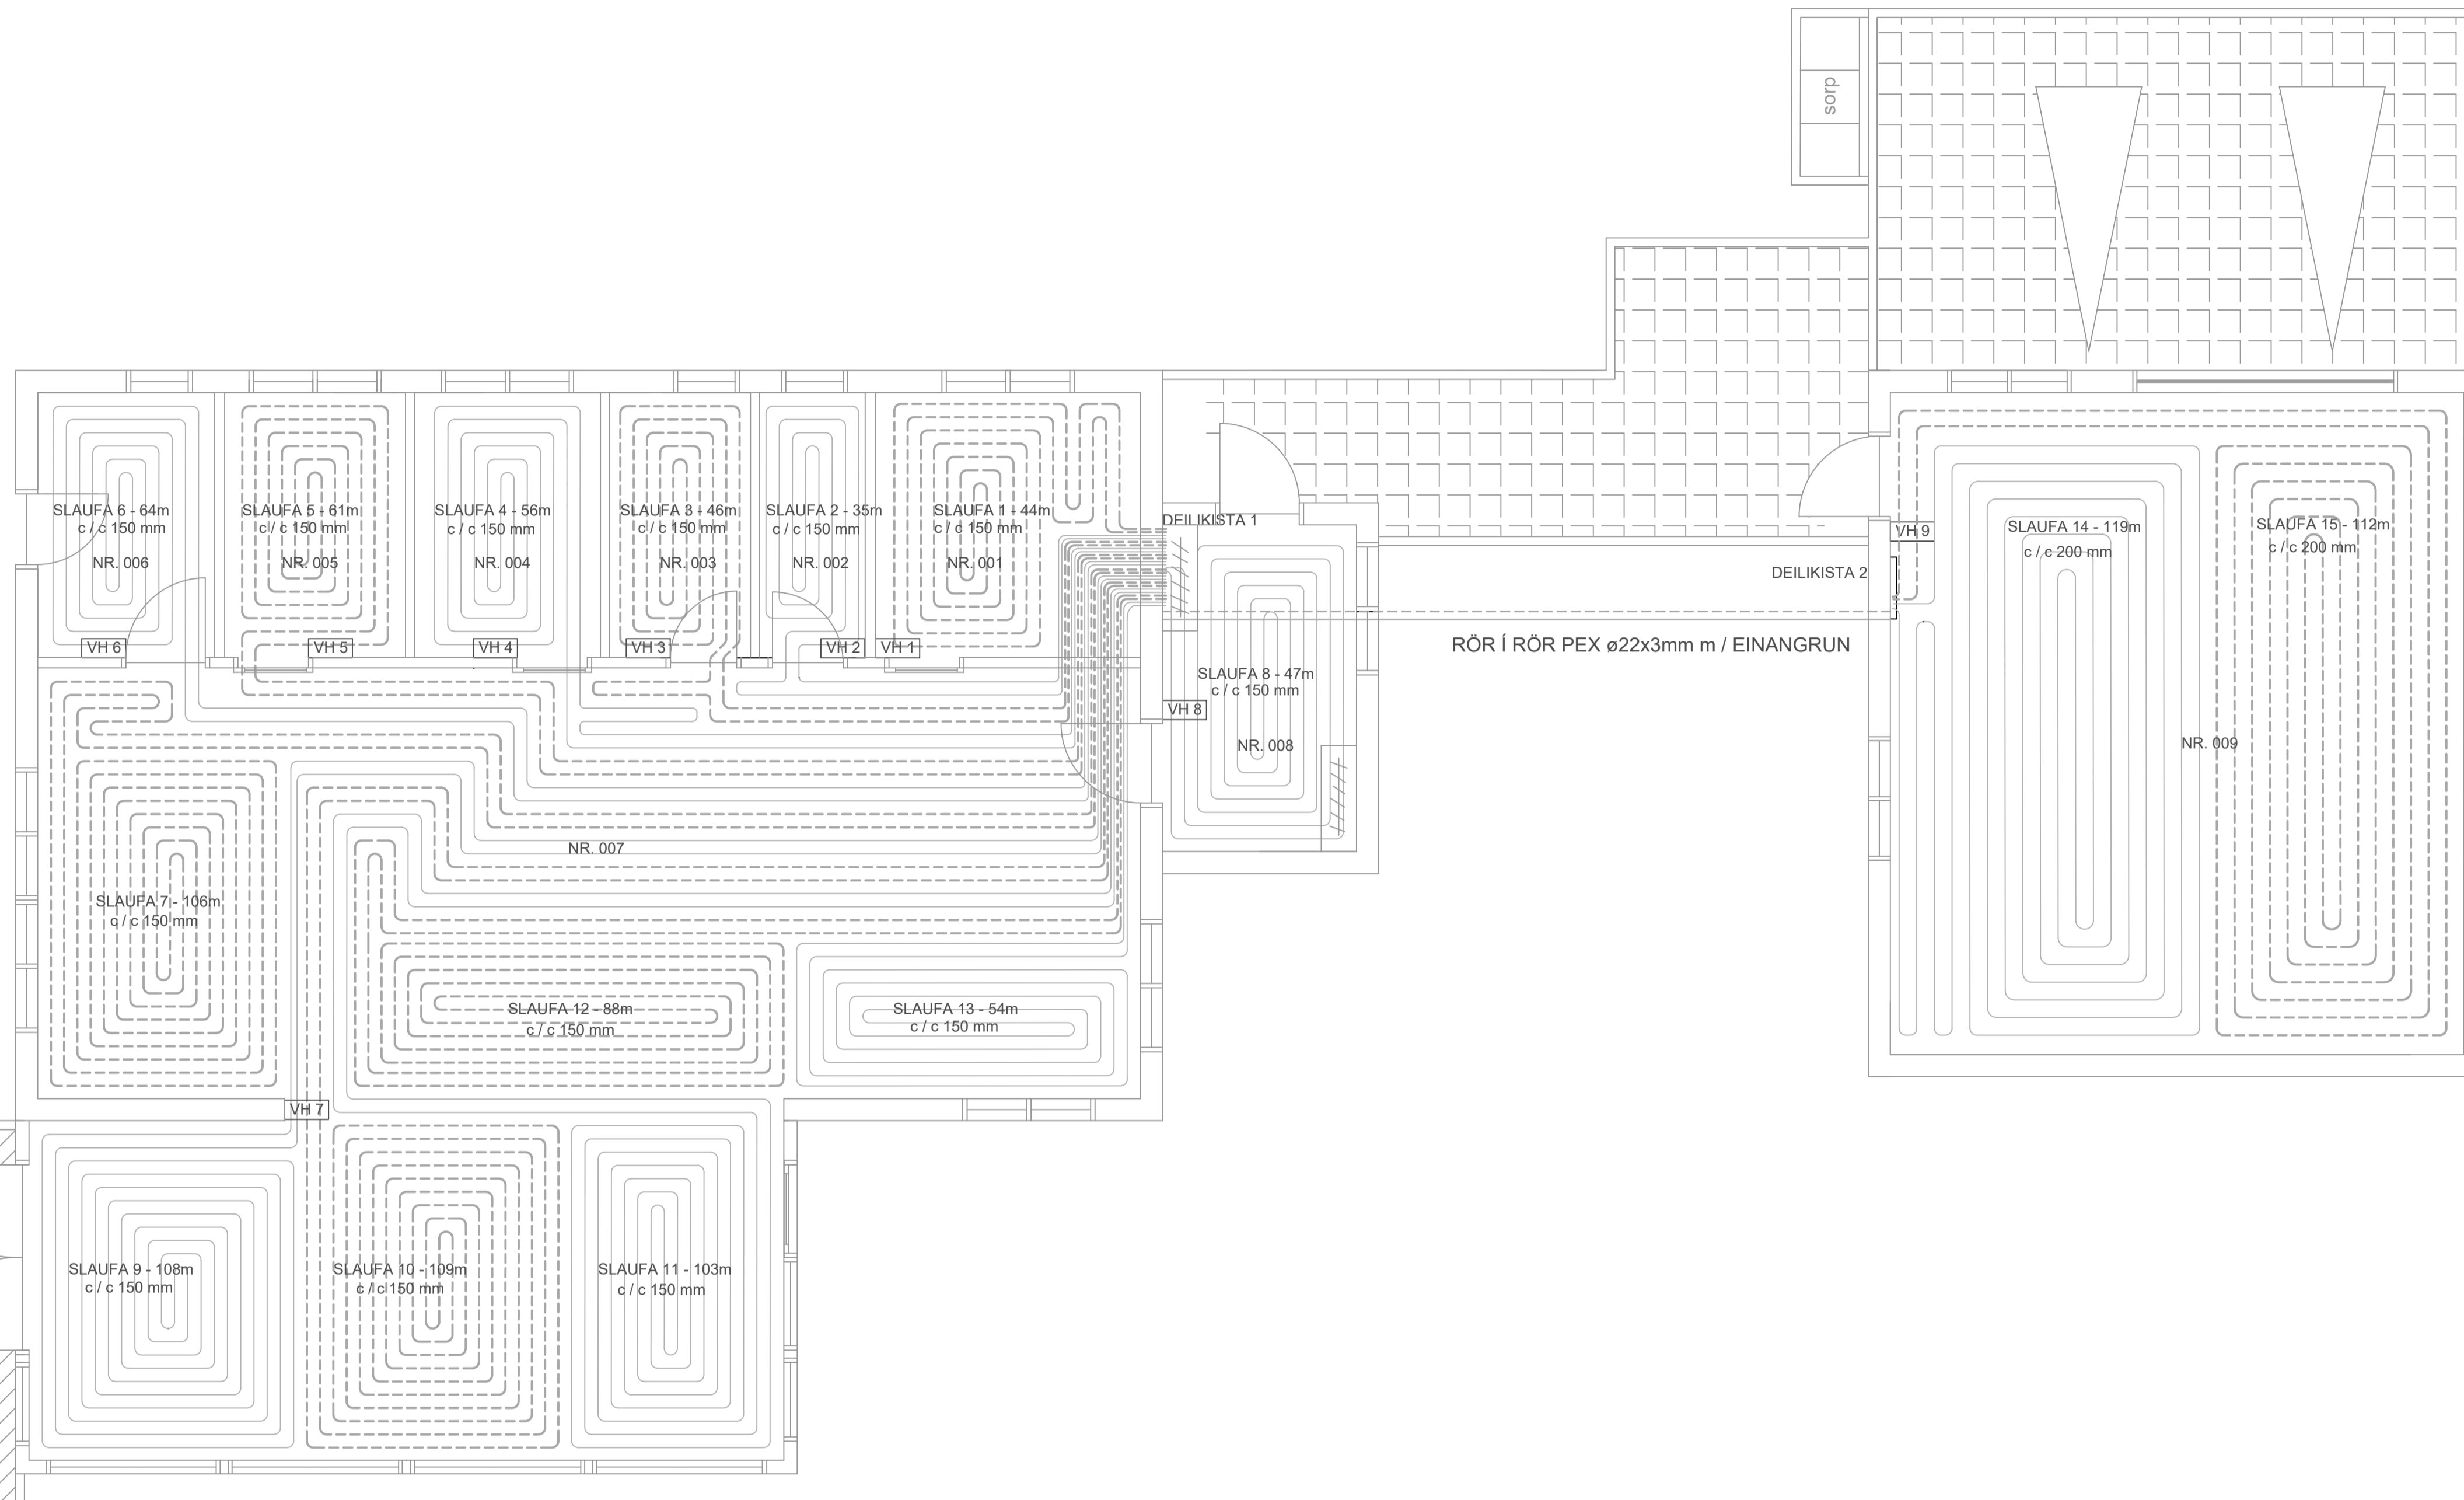 sorp
SLAUFA 6 - 64m
c / c 150 mm
NR. 006
SLAUFA 5 - 61m
c / c 150 mm
NR. 005
SLAUFA 4 - 56m
c / c 150 mm
NR. 004
SLAUFA 3 - 46m
c / c 150 mm
NR. 003
SLAUFA 2 - 35m
c / c 150 mm
NR. 002
SLAUFA 1 - 44m
c / c 150 mm
NR. 001
DEILIKISTA 1
VH 9
SLAUFA 14 - 119m
c / c 200 mm
SLAUFA 15 - 112m
c / c 200 mm
DEILIKISTA 2
VH 6
VH 5
VH 4
VH 3
VH 2
VH 1
RÖR Í RÖR PEX ø22x3mm m / EINANGRUN
SLAUFA 8 - 47m
c / c 150 mm
VH 8
NR. 008
NR. 009
NR. 007
SLAUFA 7 - 106m
c / c 150 mm
SLAUFA 12 - 88m
c / c 150 mm
SLAUFA 13 - 54m
c / c 150 mm
VH 7
SLAUFA 9 - 108m
c / c 150 mm
SLAUFA 10 - 109m
c / c 150 mm
SLAUFA 11 - 103m
c / c 150 mm